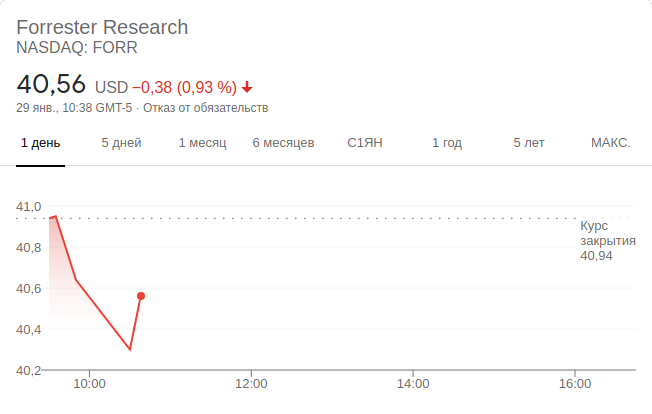 Forrester Research
NASDAQ: FORR
40,56 USD −0,38 (0,93 %)
29 янв., 10:38 GMT-5 · Отказ от обязательств
1 день 5 дней 1 месяц 6 месяцев С1ЯН 1 год 5 лет МАКС.
41,0
Курс
закрытия
40,94
40,8
40,6
40,4
40,2
10:00 12:00 14:00 16:00